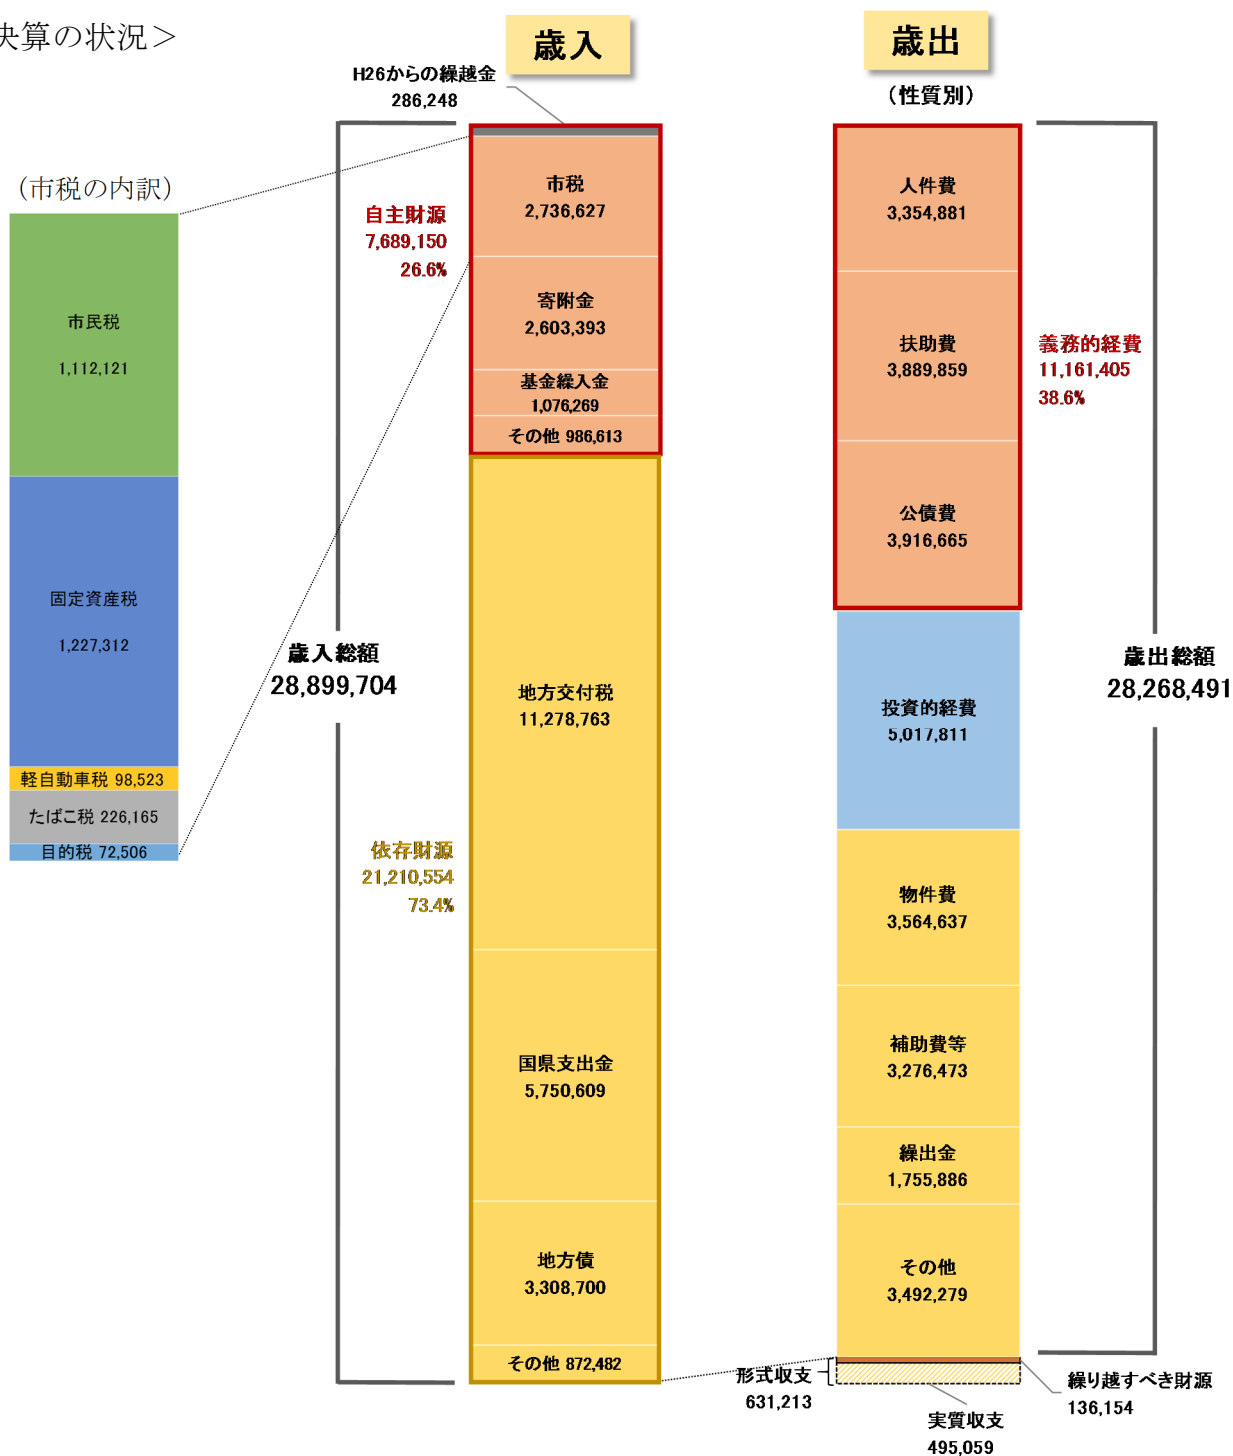 決算の状況＞
歳入
歳出
（性質別）
H26からの繰越金
286,248
（市税の内訳）
市民税
1,112,121
固定資産税
1,227,312
軽自動車税 98,523
たばこ税 226,165
目的税 72,506
自主財源
7,689,150
26.6%
市税
2,736,627
寄附金
2,603,393
基金繰入金
1,076,269
その他 986,613
歳入総額
28,899,704
依存財源
21,210,554
73.4%
地方交付税
11,278,763
国県支出金
5,750,609
地方債
3,308,700
その他 872,482
人件費
3,354,881
扶助費
3,889,859
公債費
3,916,665
義務的経費
11,161,405
38.6%
投資的経費
5,017,811
物件費
3,564,637
補助費等
3,276,473
繰出金
1,755,886
その他
3,492,279
歳出総額
28,268,491
形式収支
631,213
繰り越すべき財源
136,154
実質収支
495,059